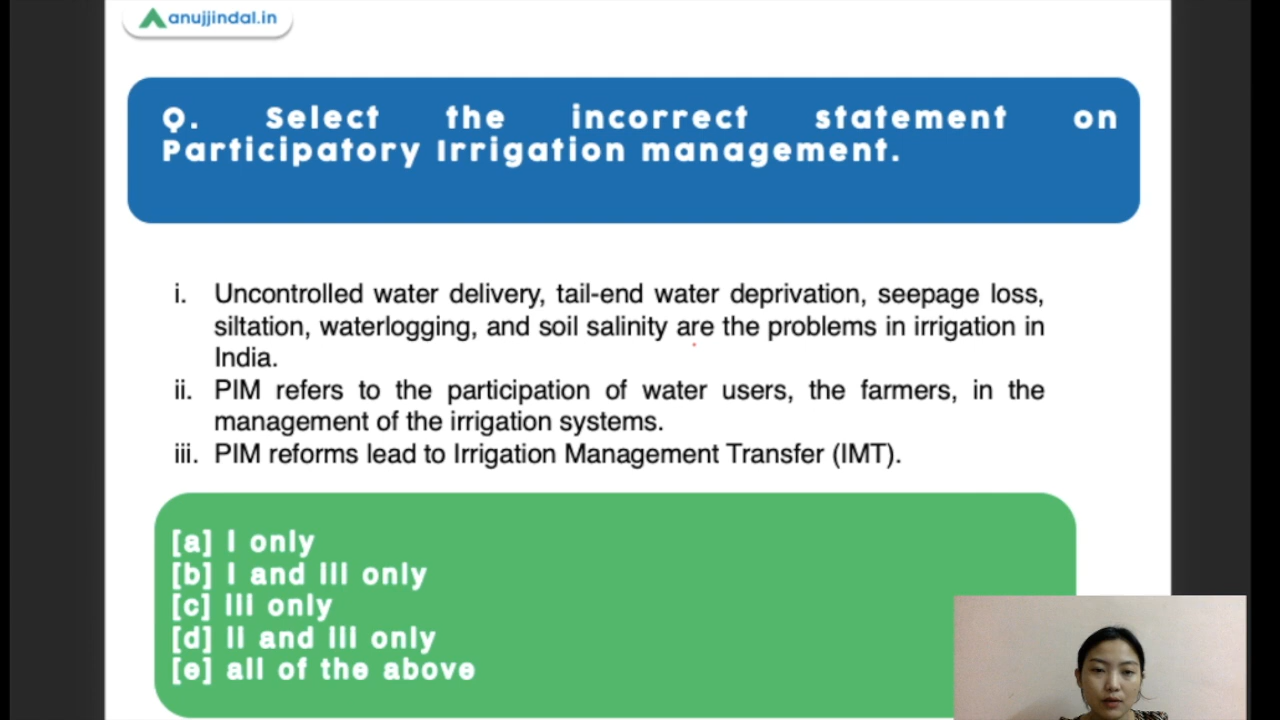 anujjindal.in
Q. Select the incorrect statement on
Participatory Irrigation management.
i. Uncontrolled water delivery, tail-end water deprivation, seepage loss,
siltation, waterlogging, and soil salinity are the problems in irrigation in
India.
ii. PIM refers to the participation of water users, the farmers, in the
management of the irrigation systems.
iii. PIM reforms lead to Irrigation Management Transfer (IMT).
[a] I only
[b] I and III only
[c] III only
[d] II and III only
[e] all of the above